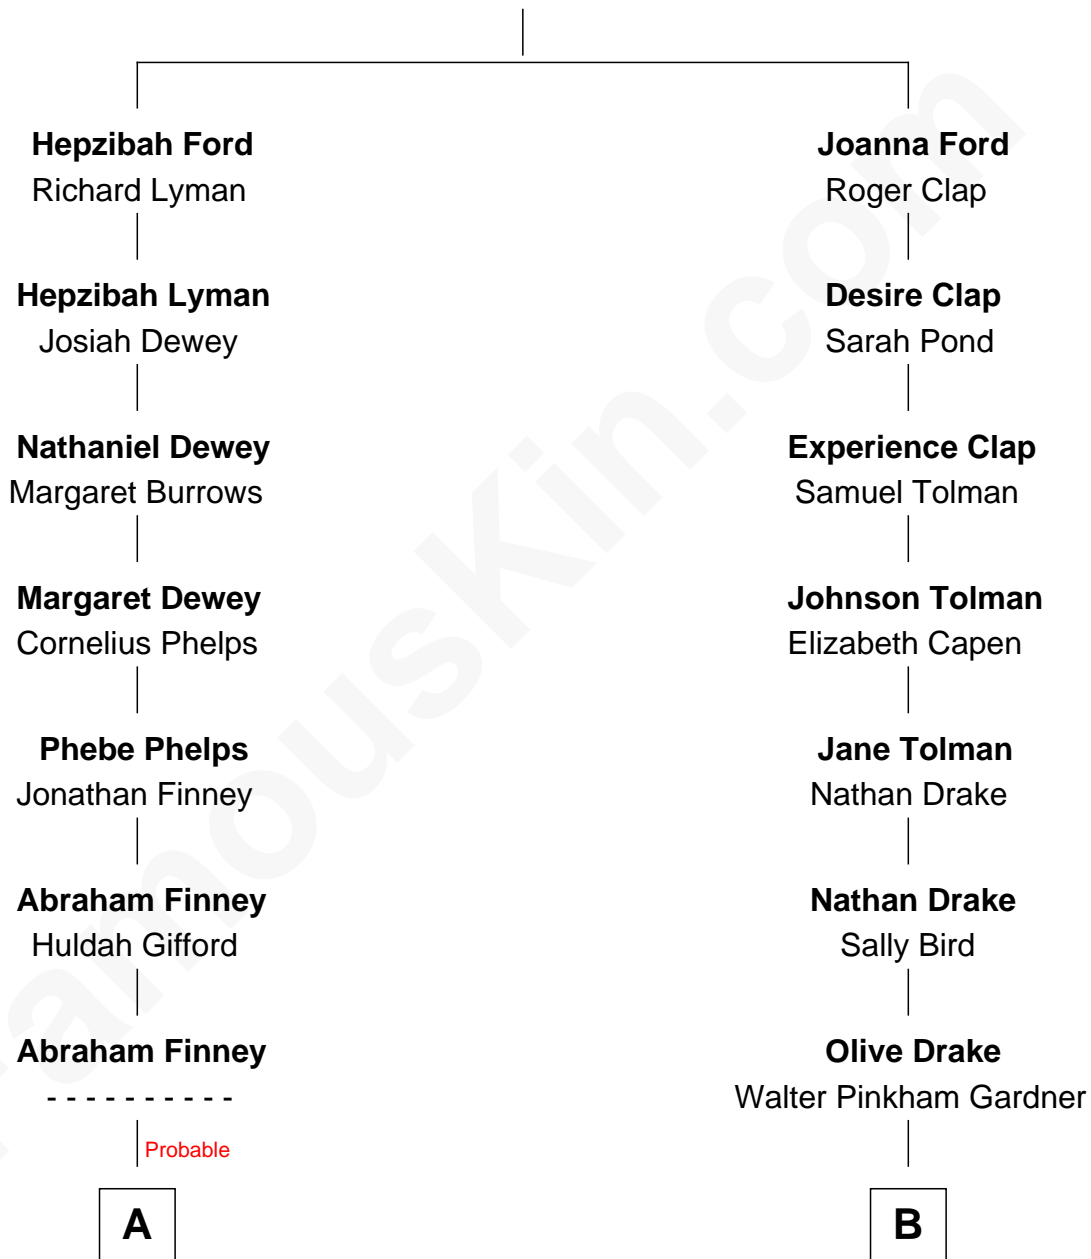 Hepzibah Ford
Richard Lyman
Hepzibah Lyman
Josiah Dewey
Nathaniel Dewey
Margaret Burrows
Margaret Dewey
Cornelius Phelps
Phebe Phelps
Jonathan Finney
Abraham Finney
Huldah Gifford
Abraham Finney
- - - - - - - - - -
Probable
A
Joanna Ford
Roger Clap
Desire Clap
Sarah Pond
Experience Clap
Samuel Tolman
Johnson Tolman
Elizabeth Capen
Jane Tolman
Nathan Drake
Nathan Drake
Sally Bird
Olive Drake
Walter Pinkham Gardner
B
FamousKin.com